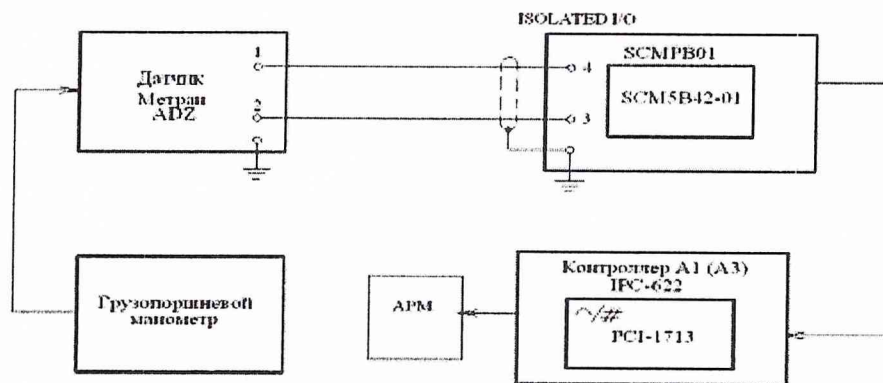 ISOLATED I/O
Датчик
Метран
ADZ
1
2
SCMPB01
SCM5B42-01
4
3
Грузопоршневой
манометр
АРМ
Контроллер А1 (А3)
IPC-622
~/#
PCI-1713